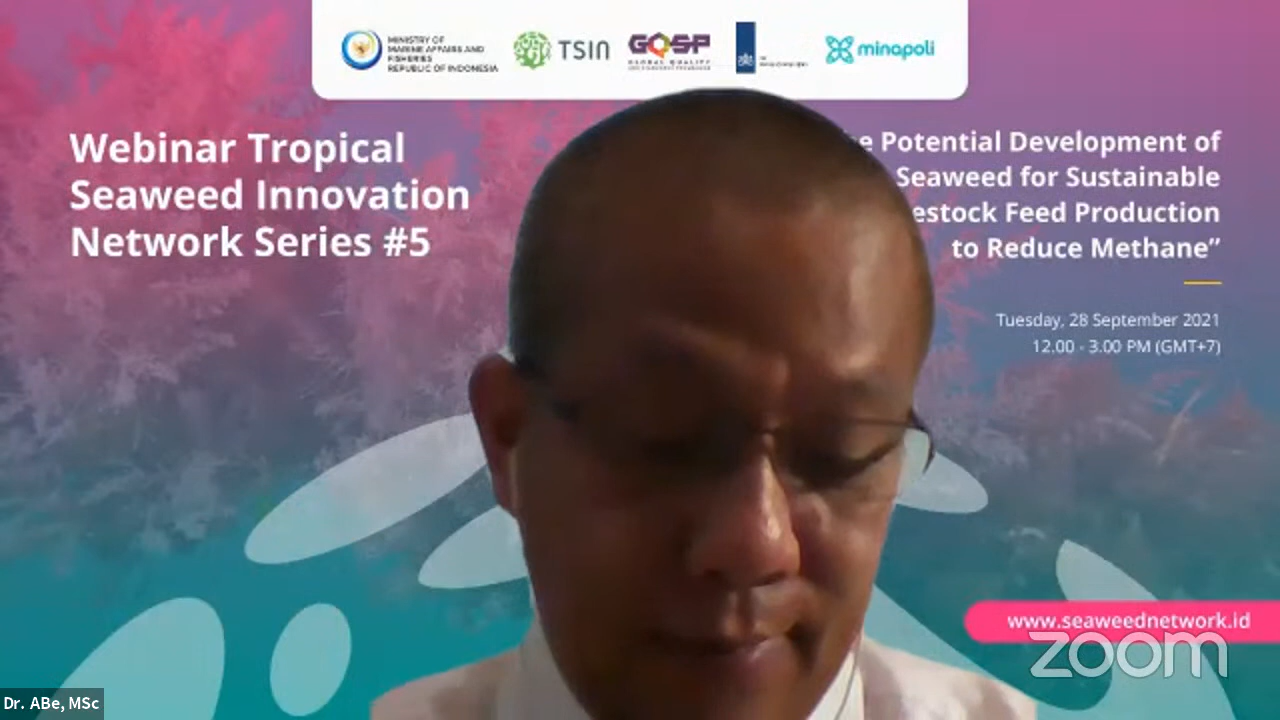 MINISTRY OF
MARINE AFFAIRS AND
FISHERIES
REPUBLIC OF INDONESIA
TSIN
GQSP
GLOBAL QUALITY
minapoli
Webinar Tropical
Seaweed Innovation
Network Series #5
e Potential Development of
Seaweed for Sustainable
estock Feed Production
to Reduce Methane”
Tuesday, 28 September 2021
12.00 - 3.00 PM (GMT+7)
www.seaweednetwork.id
zoom
Dr. ABe, MSc